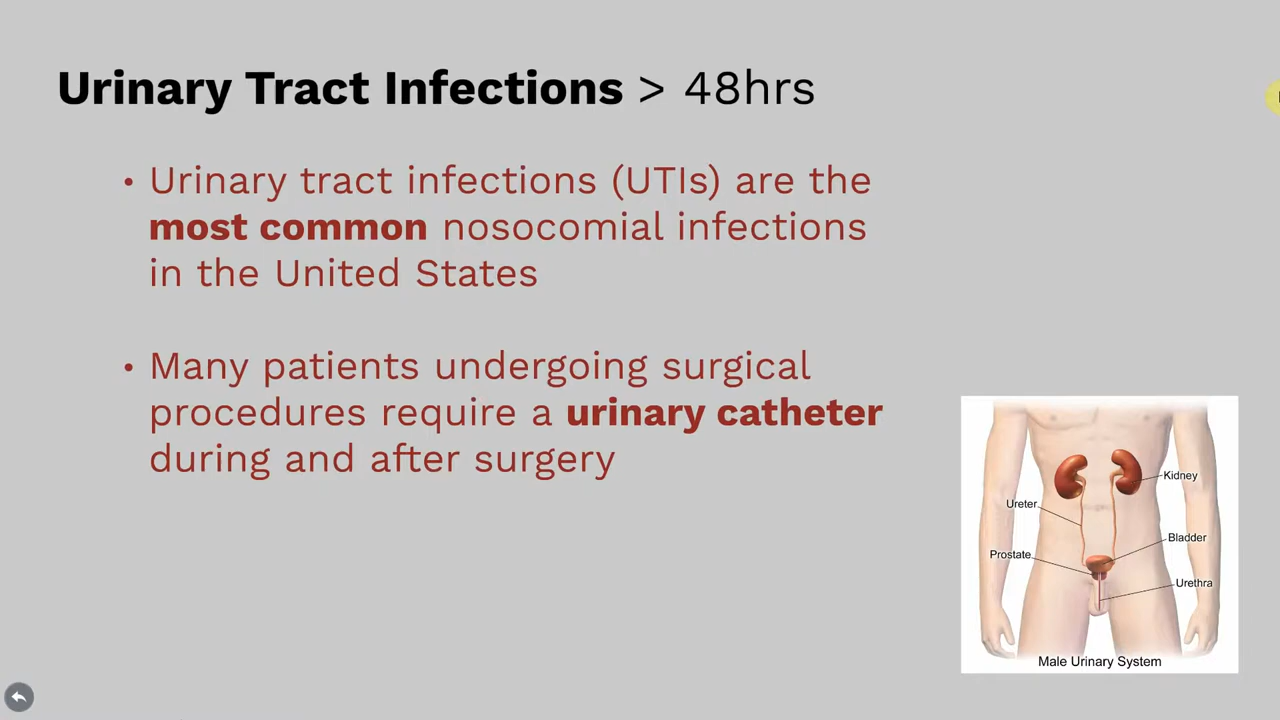 Urinary Tract Infections > 48hrs
• Urinary tract infections (UTIs) are the
most common nosocomial infections
in the United States
• Many patients undergoing surgical
procedures require a urinary catheter
during and after surgery
Kidney
Ureter
Bladder
Prostate
Urethra
Male Urinary System